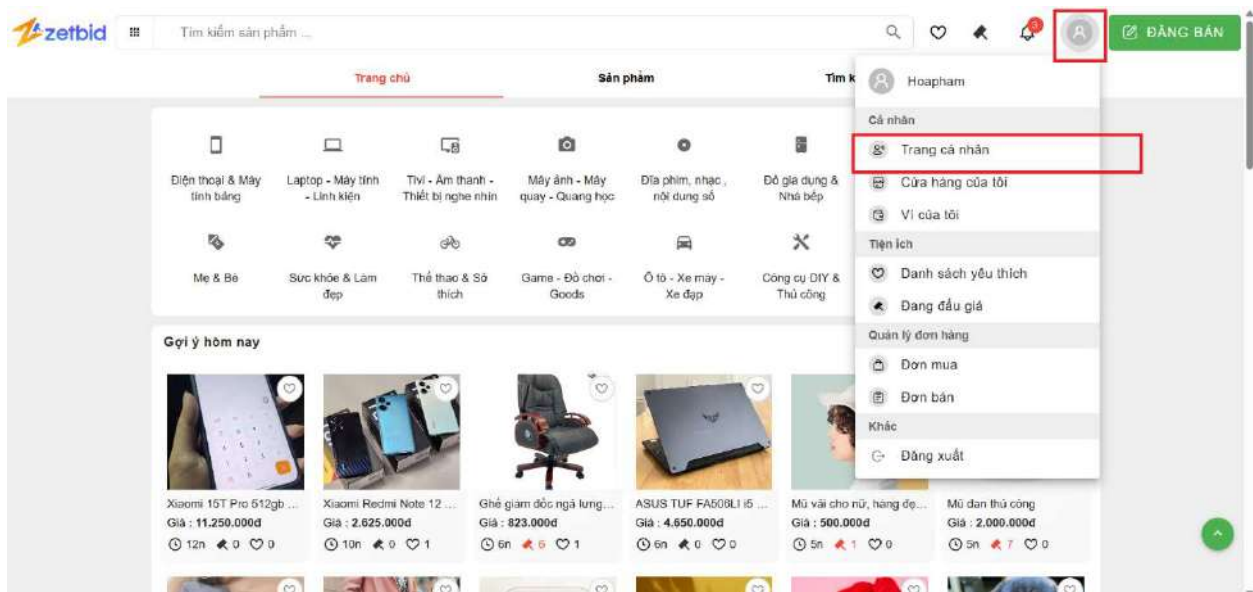 zetbid
Tìm kiếm sản phẩm ...
3
ĐĂNG BÁN
Trang chủ
Sản phẩm
Tìm k
Hoapham
Cá nhân
Trang cá nhân
Cửa hàng của tôi
Ví của tôi
Tiện ích
Danh sách yêu thích
Đang đấu giá
Quản lý đơn hàng
Đơn mua
Đơn bán
Khác
Đăng xuất
Điện thoại & Máy
tính bảng
Laptop - Máy tính
- Linh kiện
Tivi - Âm thanh -
Thiết bị nghe nhìn
Máy ảnh - Máy
quay - Quang học
Đĩa phim, nhạc ,
nội dung số
Đồ gia dụng &
Nhà bếp
Mẹ & Bé
Sức khỏe & Làm
đẹp
Thể thao & Sở
thích
Game - Đồ chơi -
Goods
Ô tô - Xe máy -
Xe đạp
Công cụ DIY &
Thủ công
Gợi ý hôm nay
Xiaomi 15T Pro 512gb ...
Giá : 11.250.000đ
12n 0 0
Xiaomi Redmi Note 12 ...
Giá : 2.625.000đ
10n 0 1
Ghế giám đốc ngả lưng...
Giá : 823.000đ
6n 6 1
ASUS TUF FA506LI i5 ...
Giá : 4.650.000đ
6n 0 0
Mũ vải cho nữ, hàng đẹ...
Giá : 500.000đ
5n 1 0
Mũ đan thủ công
Giá : 2.000.000đ
5n 7 0